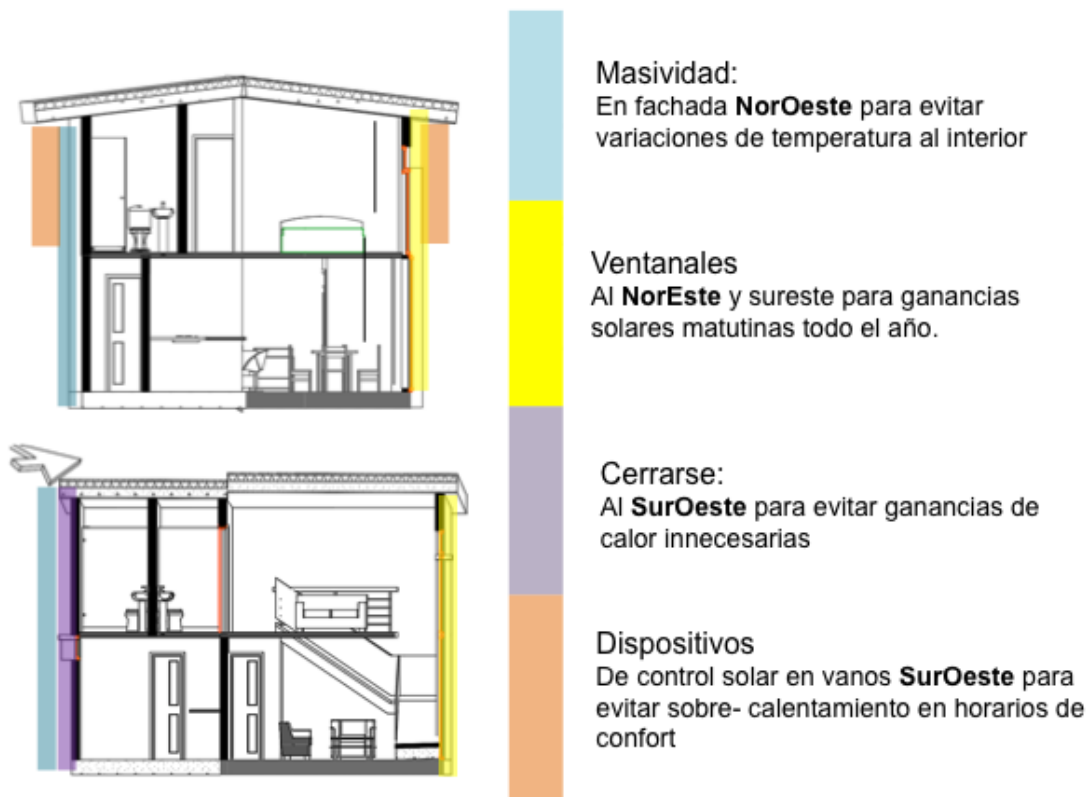 Masividad:
En fachada NorOeste para evitar
variaciones de temperatura al interior
Ventanales
Al NorEste y sureste para ganancias
solares matutinas todo el año.
Cerrarse:
Al SurOeste para evitar ganancias de
calor innecesarias
Dispositivos
De control solar en vanos SurOeste para
evitar sobre- calentamiento en horarios de
confort